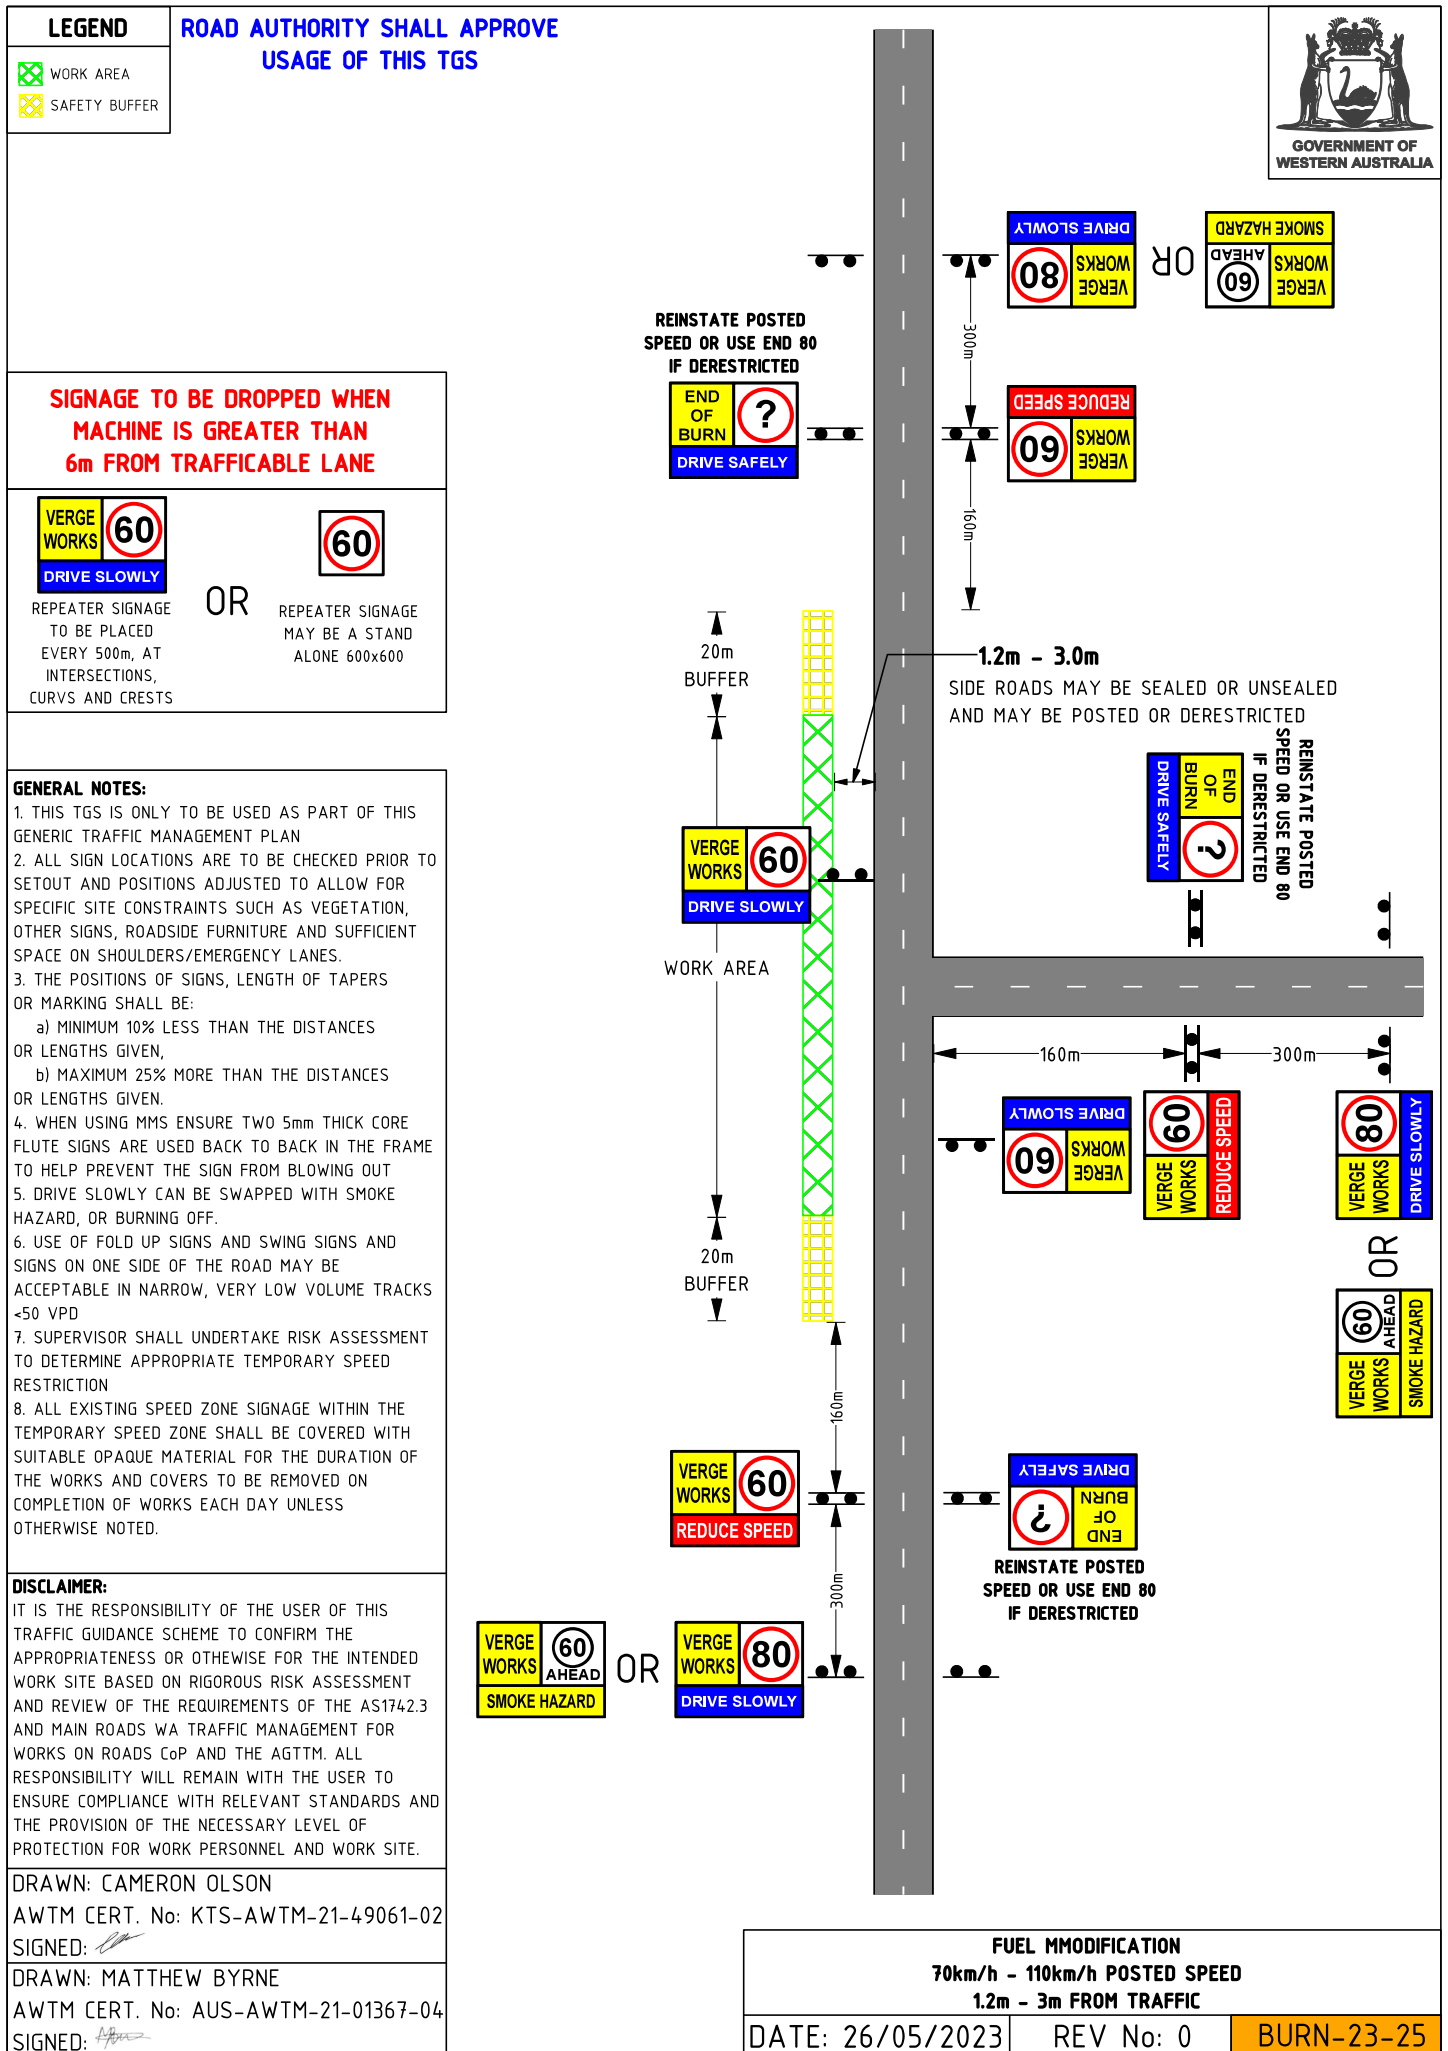 LEGEND
WORK AREA
SAFETY BUFFER
ROAD AUTHORITY SHALL APPROVE
USAGE OF THIS TGS
GOVERNMENT OF
WESTERN AUSTRALIA
DRIVE SLOWLY
80
VERGE
WORKS
OR
SMOKE HAZARD
60
AHEAD
VERGE
WORKS
300m
REINSTATE POSTED
SPEED OR USE END 80
IF DERESTRICTED
END
OF
BURN
?
DRIVE SAFELY
REDUCE SPEED
60
VERGE
WORKS
160m
SIGNAGE TO BE DROPPED WHEN
MACHINE IS GREATER THAN
6m FROM TRAFFICABLE LANE
VERGE
WORKS
60
DRIVE SLOWLY
REPEATER SIGNAGE
TO BE PLACED
EVERY 500m, AT
INTERSECTIONS,
CURVS AND CRESTS
OR
60
REPEATER SIGNAGE
MAY BE A STAND
ALONE 600x600
20m
BUFFER
1.2m - 3.0m
SIDE ROADS MAY BE SEALED OR UNSEALED
AND MAY BE POSTED OR DERESTRICTED
REINSTATE POSTED
SPEED OR USE END 80
IF DERESTRICTED
END
OF
BURN
?
DRIVE SAFELY
VERGE
WORKS
60
DRIVE SLOWLY
WORK AREA
160m
300m
DRIVE SLOWLY
60
VERGE
WORKS
60
VERGE
WORKS
REDUCE SPEED
80
VERGE
WORKS
DRIVE SLOWLY
OR
60
AHEAD
VERGE
WORKS
SMOKE HAZARD
20m
BUFFER
160m
VERGE
WORKS
60
REDUCE SPEED
300m
DRIVE SAFELY
?
END
OF
BURN
REINSTATE POSTED
SPEED OR USE END 80
IF DERESTRICTED
VERGE
WORKS
60
AHEAD
SMOKE HAZARD
OR
VERGE
WORKS
80
DRIVE SLOWLY
GENERAL NOTES:
1. THIS TGS IS ONLY TO BE USED AS PART OF THIS
GENERIC TRAFFIC MANAGEMENT PLAN
2. ALL SIGN LOCATIONS ARE TO BE CHECKED PRIOR TO
SETOUT AND POSITIONS ADJUSTED TO ALLOW FOR
SPECIFIC SITE CONSTRAINTS SUCH AS VEGETATION,
OTHER SIGNS, ROADSIDE FURNITURE AND SUFFICIENT
SPACE ON SHOULDERS/EMERGENCY LANES.
3. THE POSITIONS OF SIGNS, LENGTH OF TAPERS
OR MARKING SHALL BE:
a) MINIMUM 10% LESS THAN THE DISTANCES
OR LENGTHS GIVEN,
b) MAXIMUM 25% MORE THAN THE DISTANCES
OR LENGTHS GIVEN.
4. WHEN USING MMS ENSURE TWO 5mm THICK CORE
FLUTE SIGNS ARE USED BACK TO BACK IN THE FRAME
TO HELP PREVENT THE SIGN FROM BLOWING OUT
5. DRIVE SLOWLY CAN BE SWAPPED WITH SMOKE
HAZARD, OR BURNING OFF.
6. USE OF FOLD UP SIGNS AND SWING SIGNS AND
SIGNS ON ONE SIDE OF THE ROAD MAY BE
ACCEPTABLE IN NARROW, VERY LOW VOLUME TRACKS
<50 VPD
7. SUPERVISOR SHALL UNDERTAKE RISK ASSESSMENT
TO DETERMINE APPROPRIATE TEMPORARY SPEED
RESTRICTION
8. ALL EXISTING SPEED ZONE SIGNAGE WITHIN THE
TEMPORARY SPEED ZONE SHALL BE COVERED WITH
SUITABLE OPAQUE MATERIAL FOR THE DURATION OF
THE WORKS AND COVERS TO BE REMOVED ON
COMPLETION OF WORKS EACH DAY UNLESS
OTHERWISE NOTED.
DISCLAIMER:
IT IS THE RESPONSIBILITY OF THE USER OF THIS
TRAFFIC GUIDANCE SCHEME TO CONFIRM THE
APPROPRIATENESS OR OTHEWISE FOR THE INTENDED
WORK SITE BASED ON RIGOROUS RISK ASSESSMENT
AND REVIEW OF THE REQUIREMENTS OF THE AS1742.3
AND MAIN ROADS WA TRAFFIC MANAGEMENT FOR
WORKS ON ROADS CoP AND THE AGTTM. ALL
RESPONSIBILITY WILL REMAIN WITH THE USER TO
ENSURE COMPLIANCE WITH RELEVANT STANDARDS AND
THE PROVISION OF THE NECESSARY LEVEL OF
PROTECTION FOR WORK PERSONNEL AND WORK SITE.
DRAWN: CAMERON OLSON
AWTM CERT. No: KTS-AWTM-21-49061-02
SIGNED:
DRAWN: MATTHEW BYRNE
AWTM CERT. No: AUS-AWTM-21-01367-04
SIGNED:
FUEL MMODIFICATION
70km/h - 110km/h POSTED SPEED
1.2m - 3m FROM TRAFFIC
DATE: 26/05/2023
REV No: 0
BURN-23-25